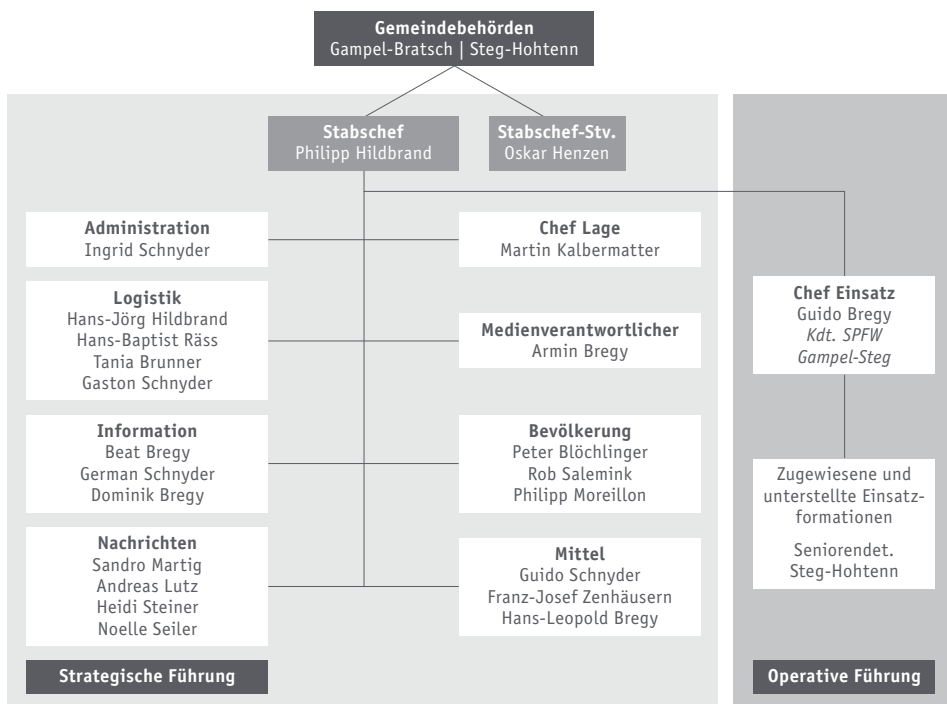 Gemeindebehörden
Gampel-Bratsch | Steg-Hohtenn
Stabschef
Philipp Hildbrand
Stabschef-Stv.
Oskar Henzen
Administration
Ingrid Schnyder
Chef Lage
Martin Kalbermatter
Logistik
Hans-Jörg Hildbrand
Hans-Baptist Räss
Tania Brunner
Gaston Schnyder
Medienverantwortlicher
Armin Bregy
Information
Beat Bregy
German Schnyder
Dominik Bregy
Bevölkerung
Peter Blöchlinger
Rob Salemink
Philipp Moreillon
Nachrichten
Sandro Martig
Andreas Lutz
Heidi Steiner
Noelle Seiler
Mittel
Guido Schnyder
Franz-Josef Zenhäusern
Hans-Leopold Bregy
Strategische Führung
Chef Einsatz
Guido Bregy
Kdt. SPFW
Gampel-Steg
Zugewiesene und
unterstellte Einsatz-
formationen
Seniorendet.
Steg-Hohtenn
Operative Führung